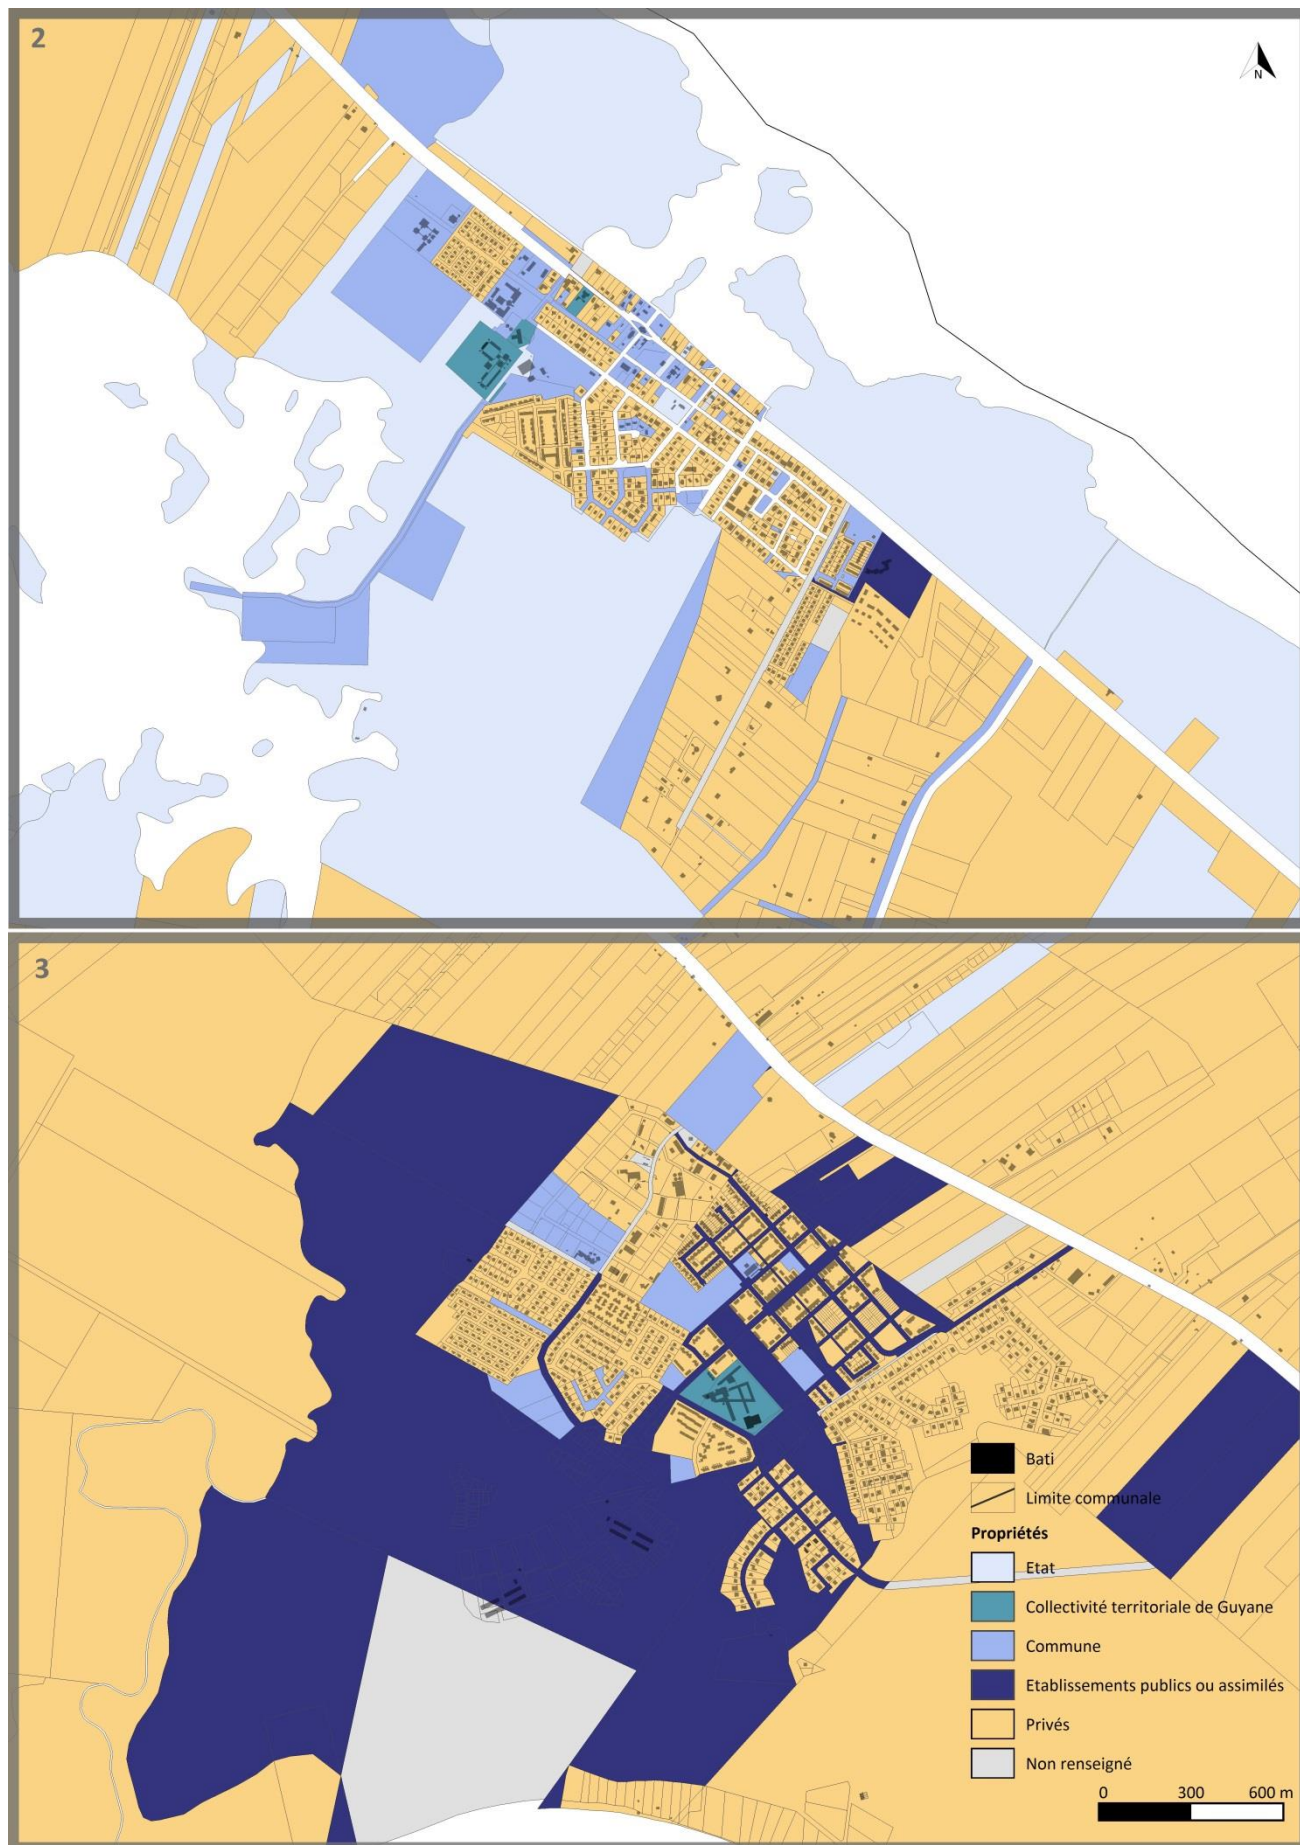 2
N
3
Bati
Limite communale
Propriétés
Etat
Collectivité territoriale de Guyane
Commune
Etablissements publics ou assimilés
Privés
Non renseigné
0 300 600 m